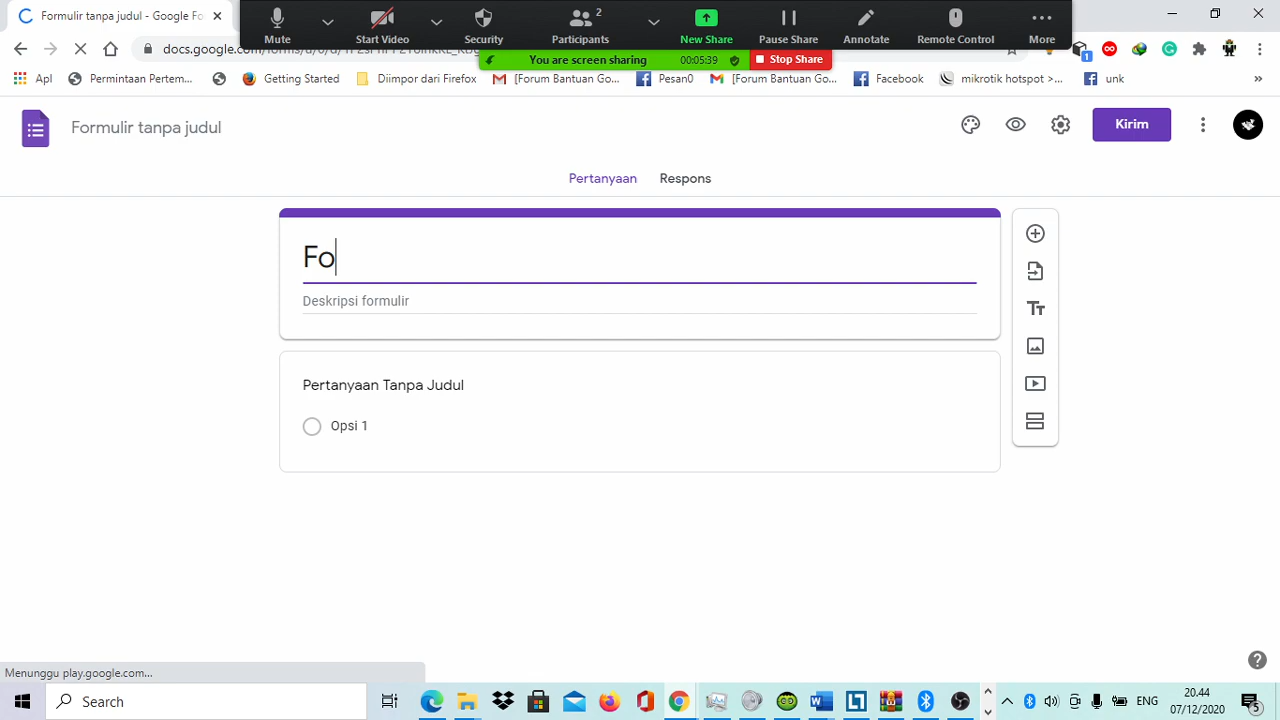 Formulir tanpa judul - Google Fo
Mute
Start Video
Security
2
Participants
New Share
Pause Share
Annotate
Remote Control
More
You are screen sharing
00:05:39
Stop Share
1
Apl
Permintaan Pertem...
Getting Started
Diimpor dari Firefox
[Forum Bantuan Go...
Pesan0
[Forum Bantuan Go...
Facebook
mikrotik hotspot >...
unk
»
Formulir tanpa judul
Kirim
Pertanyaan
Respons
Fo
Deskripsi formulir
Pertanyaan Tanpa Judul
Opsi 1
Menunggu play.google.com...
Search
ENG
20.44
07/12/2020
5